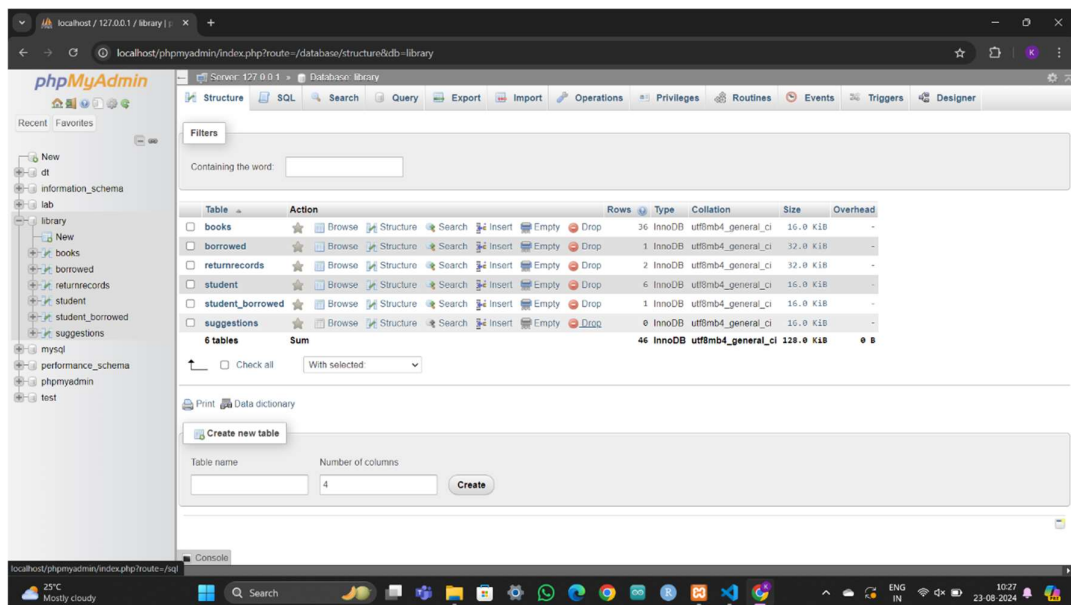 localhost / 127.0.0.1 / library | p
localhost/phpmyadmin/index.php?route=/database/structure&db=library
K
phpMyAdmin
Recent Favorites
New
dt
information_schema
lab
library
New
books
borrowed
returnrecords
student
student_borrowed
suggestions
mysql
performance_schema
phpmyadmin
test
Server: 127.0.0.1 » Database: library
Structure SQL Search Query Export Import Operations Privileges Routines Events Triggers Designer
Filters
Containing the word:
Table Action Rows Type Collation Size Overhead
books Browse Structure Search Insert Empty Drop 36 InnoDB utf8mb4_general_ci 16.0 KiB -
borrowed Browse Structure Search Insert Empty Drop 1 InnoDB utf8mb4_general_ci 32.0 KiB -
returnrecords Browse Structure Search Insert Empty Drop 2 InnoDB utf8mb4_general_ci 32.0 KiB -
student Browse Structure Search Insert Empty Drop 6 InnoDB utf8mb4_general_ci 16.0 KiB -
student_borrowed Browse Structure Search Insert Empty Drop 1 InnoDB utf8mb4_general_ci 16.0 KiB -
suggestions Browse Structure Search Insert Empty Drop 0 InnoDB utf8mb4_general_ci 16.0 KiB -
6 tables Sum 46 InnoDB utf8mb4_general_ci 128.0 KiB 0 B
Check all With selected:
Print Data dictionary
Create new table
Table name Number of columns
4 Create
Console
localhost/phpmyadmin/index.php?route=/sql
25°C
Mostly cloudy
Search
ENG
IN
10:27
23-08-2024